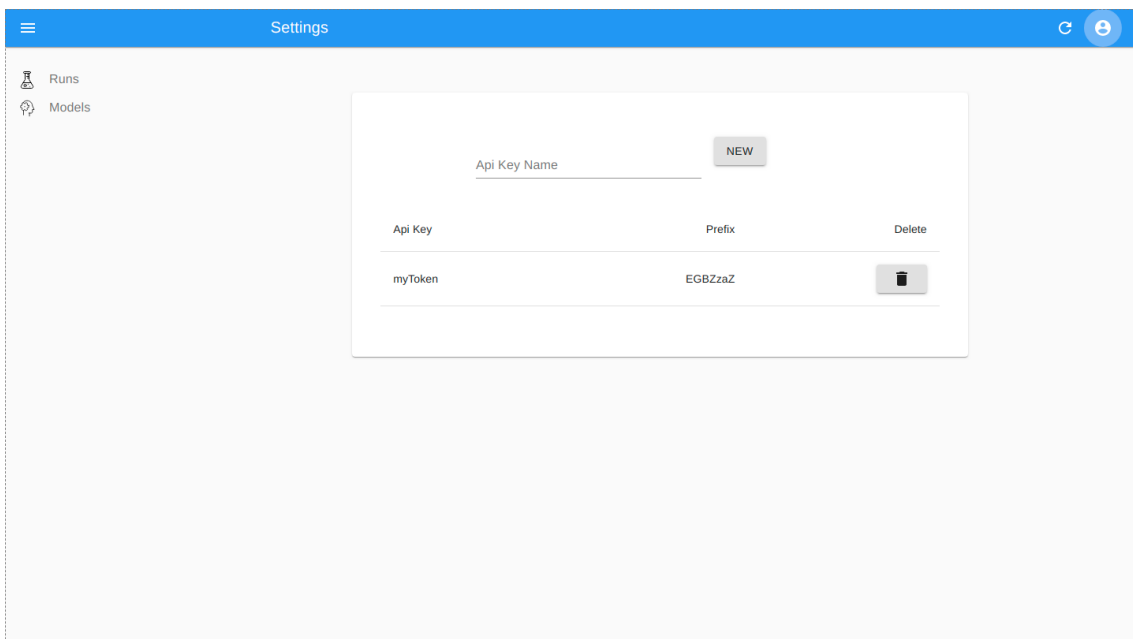 Settings
Runs
Models
Api Key Name
NEW
Api Key Prefix Delete
myToken EGBZzaZ